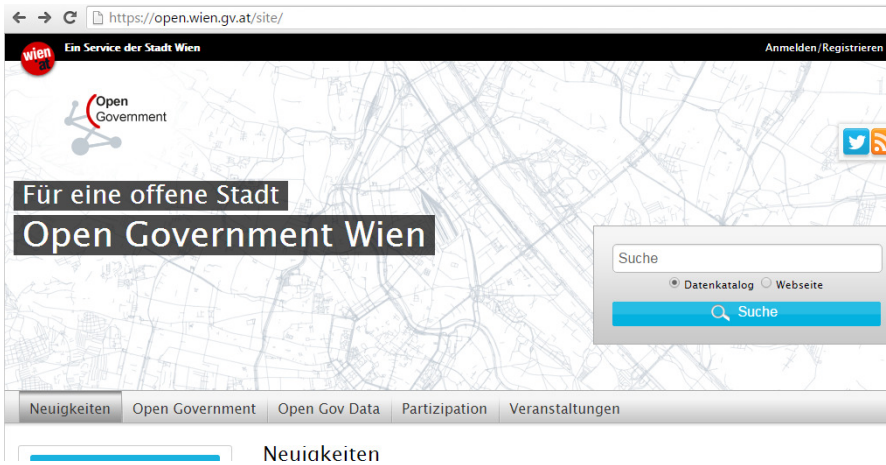 https://open.wien.gv.at/site/
wien
at
Ein Service der Stadt Wien
Anmelden/Registrieren
Open
Government
Für eine offene Stadt
Open Government Wien
Suche
Datenkatalog Webseite
Suche
Neuigkeiten Open Government Open Gov Data Partizipation Veranstaltungen
Neuigkeiten